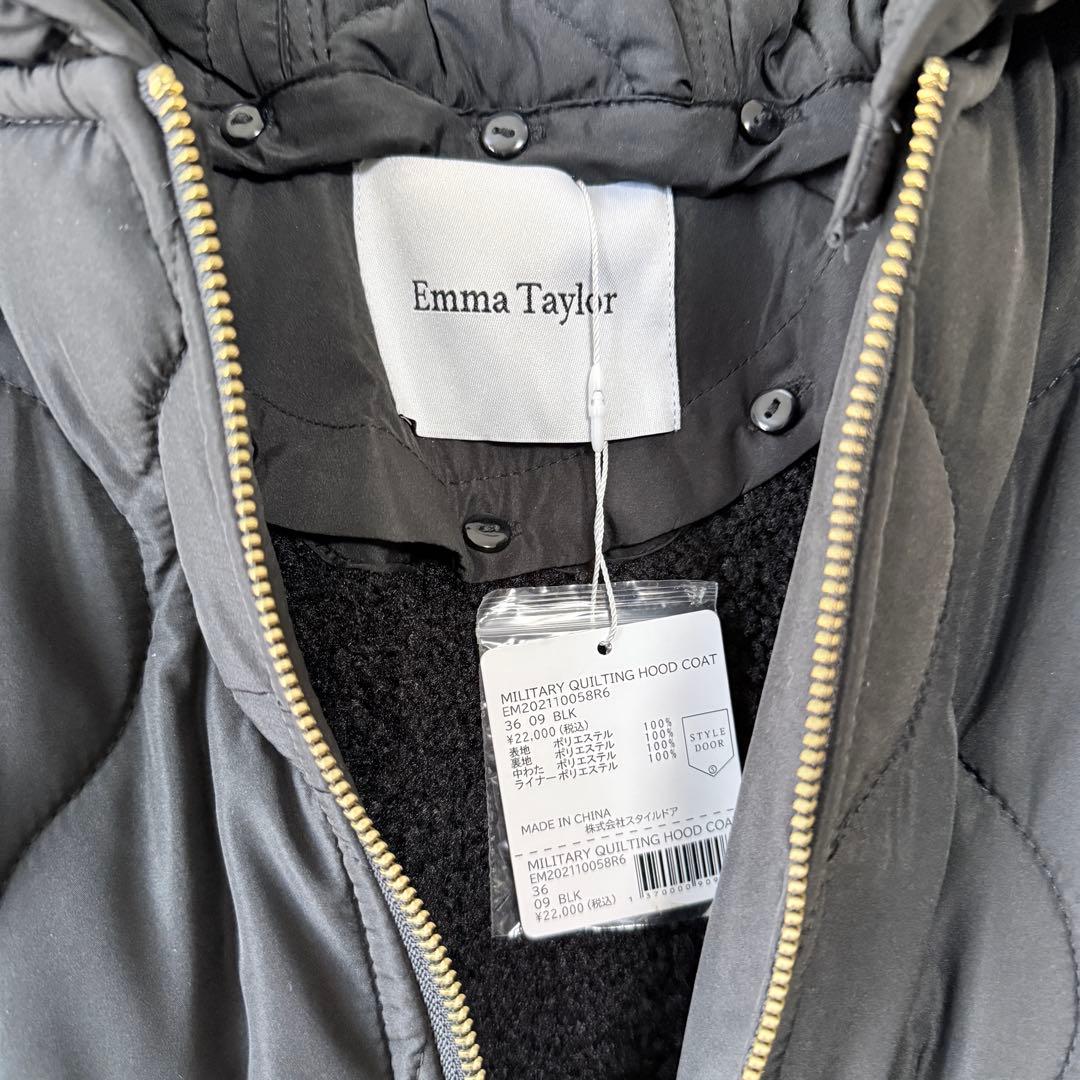 Emma Taylor
MILITARY QUILTING HOOD COAT
EM202110058R6
36 09 BLK
¥22,000(税込)
表地 ポリエステル 100%
裏地 ポリエステル 100%
中わた ポリエステル 100%
ライナー ポリエステル 100%
STYLE
DOOR
MADE IN CHINA
株式会社スタイルドア
MILITARY QUILTING HOOD COA
EM202110058R6
36
09 BLK
¥22,000(税込)
1370000909